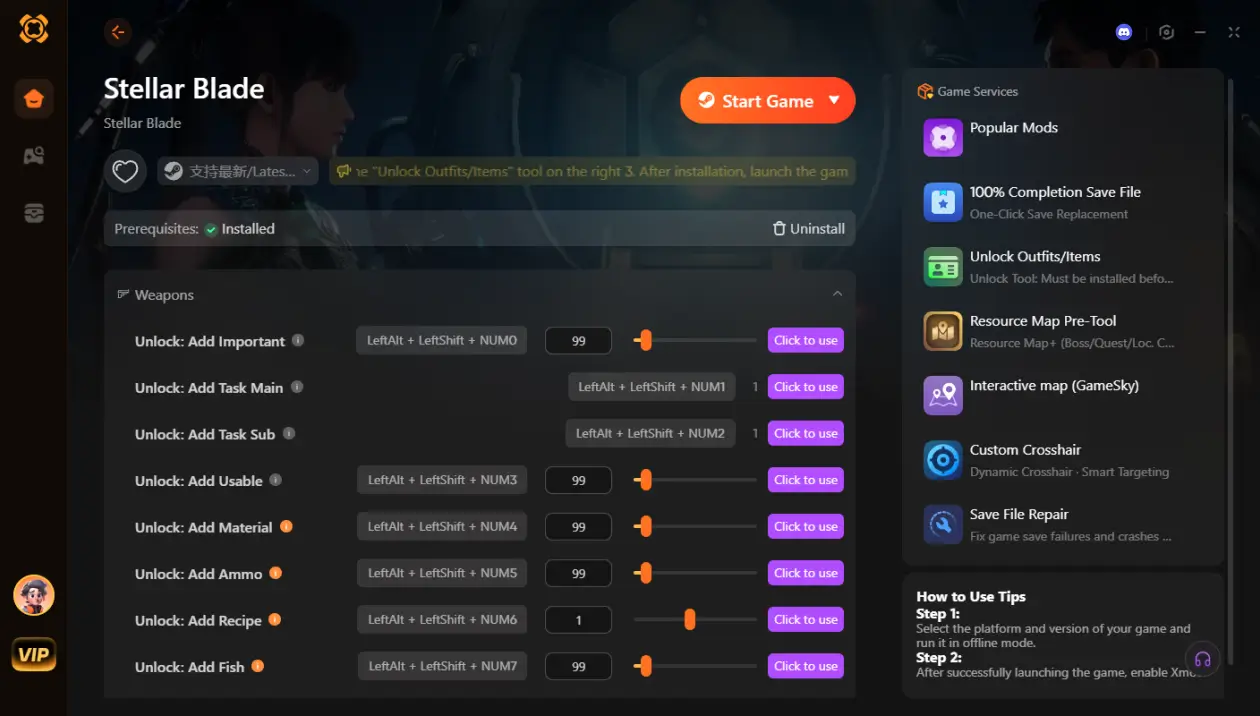 Stellar Blade
Stellar Blade
Start Game
支持最新/Lates...
"Unlock Outfits/Items" tool on the right 3. After installation, launch the gam
Prerequisites: Installed
Uninstall
Weapons
Unlock: Add Important LeftAlt + LeftShift + NUM0 99 Click to use
Unlock: Add Task Main LeftAlt + LeftShift + NUM1 1 Click to use
Unlock: Add Task Sub LeftAlt + LeftShift + NUM2 1 Click to use
Unlock: Add Usable LeftAlt + LeftShift + NUM3 99 Click to use
Unlock: Add Material LeftAlt + LeftShift + NUM4 99 Click to use
Unlock: Add Ammo LeftAlt + LeftShift + NUM5 99 Click to use
Unlock: Add Recipe LeftAlt + LeftShift + NUM6 1 Click to use
Unlock: Add Fish LeftAlt + LeftShift + NUM7 99 Click to use
VIP
Game Services
Popular Mods
100% Completion Save File
One-Click Save Replacement
Unlock Outfits/Items
Unlock Tool: Must be installed befo...
Resource Map Pre-Tool
Resource Map+ (Boss/Quest/Loc. C...
Interactive map (GameSky)
Custom Crosshair
Dynamic Crosshair · Smart Targeting
Save File Repair
Fix game save failures and crashes ...
How to Use Tips
Step 1:
Select the platform and version of your game and
run it in offline mode.
Step 2:
After successfully launching the game, enable